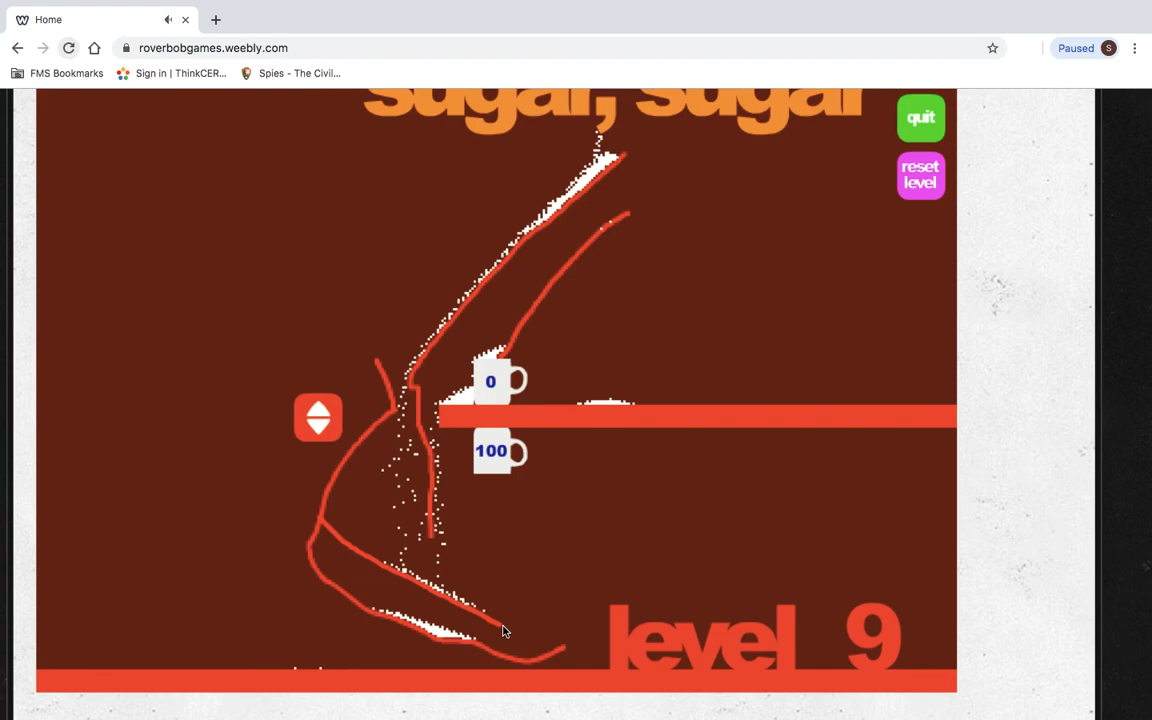 Home
Paused S
roverbobgames.weebly.com
FMS Bookmarks Sign in | ThinkCER... Spies - The Civil...
sugar, sugar
quit
reset
level
0
100
level 9